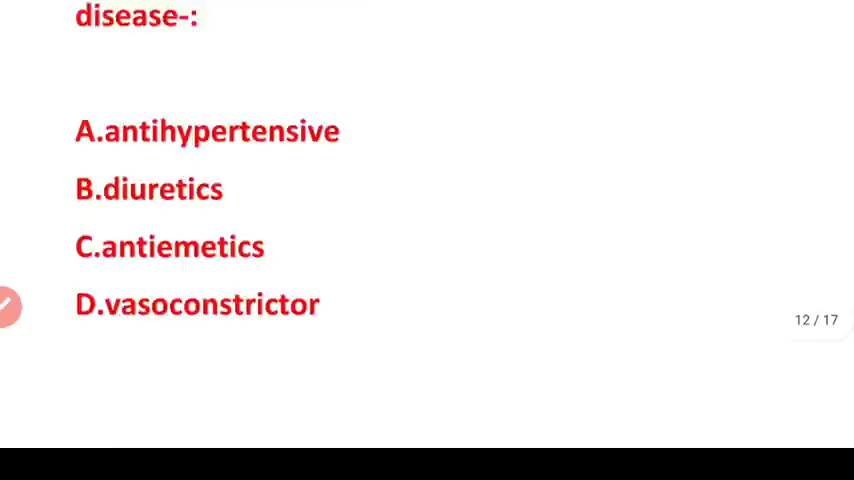 disease-:
A.antihypertensive
B.diuretics
C.antiemetics
D.vasoconstrictor
12 / 17